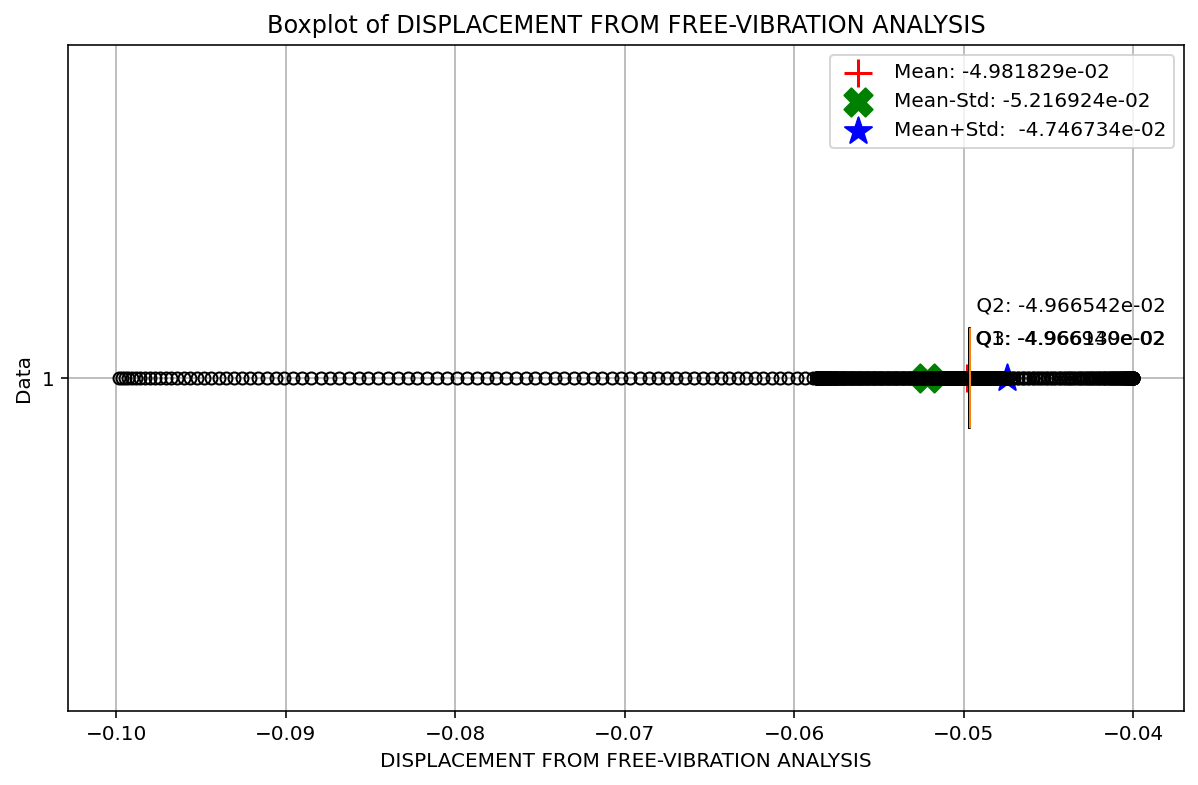 Boxplot of DISPLACEMENT FROM FREE-VIBRATION ANALYSIS
Mean: -4.981829e-02
Mean-Std: -5.216924e-02
Mean+Std: -4.746734e-02
Q2: -4.966542e-02
Data
1
−0.10 −0.09 −0.08 −0.07 −0.06 −0.05 −0.04
DISPLACEMENT FROM FREE-VIBRATION ANALYSIS